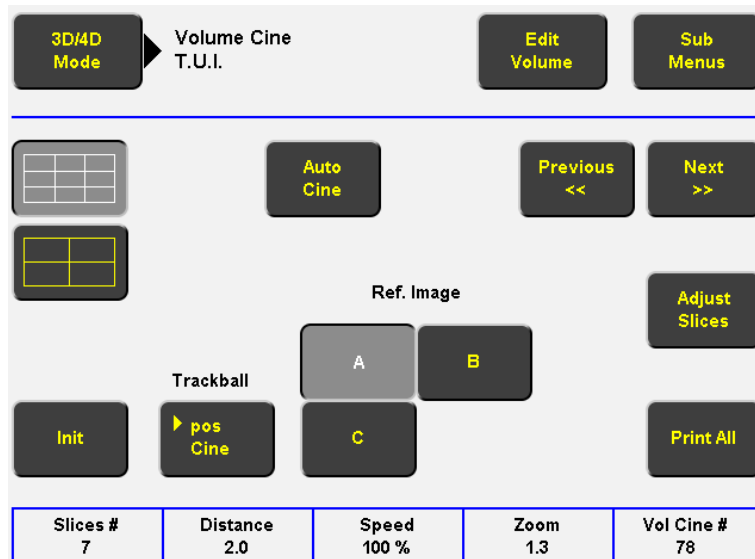 3D/4D
Mode
Volume Cine
T.U.I.
Edit
Volume
Sub
Menus
Auto
Cine
Previous
<<
Next
>>
Ref. Image
Adjust
Slices
A
B
Trackball
Init
pos
Cine
C
Print All
Slices #
7
Distance
2.0
Speed
100 %
Zoom
1.3
Vol Cine #
78